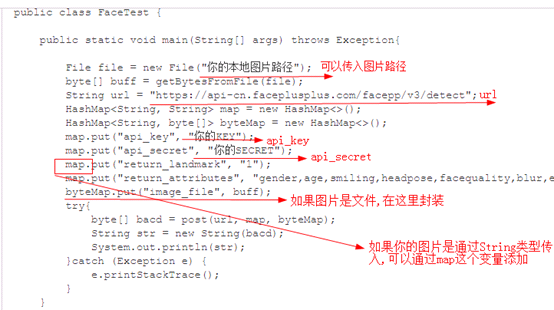 public class FaceTest {
public static void main(String[] args) throws Exception{
File file = new File("你的本地图片路径"); 可以传入图片路径
byte[] buff = getBytesFromFile(file);
String url = "https://api-cn.faceplusplus.com/facepp/v3/detect"; url
HashMap<String, String> map = new HashMap<>();
HashMap<String, byte[]> byteMap = new HashMap<>();
map.put("api_key", "你的KEY"); api_key
map.put("api_secret", "你的SECRET"); api_secret
map.put("return_landmark", "1");
map.put("return_attributes", "gender,age,smiling,headpose,facequality,blur,e
byteMap.put("image_file", buff); 如果图片是文件,在这里封装
try{
byte[] bacd = post(url, map, byteMap);
String str = new String(bacd);
System.out.println(str);
如果你的图片是通过String类型传
入,可以通过map这个变量添加
}catch (Exception e) {
e.printStackTrace();
}
}